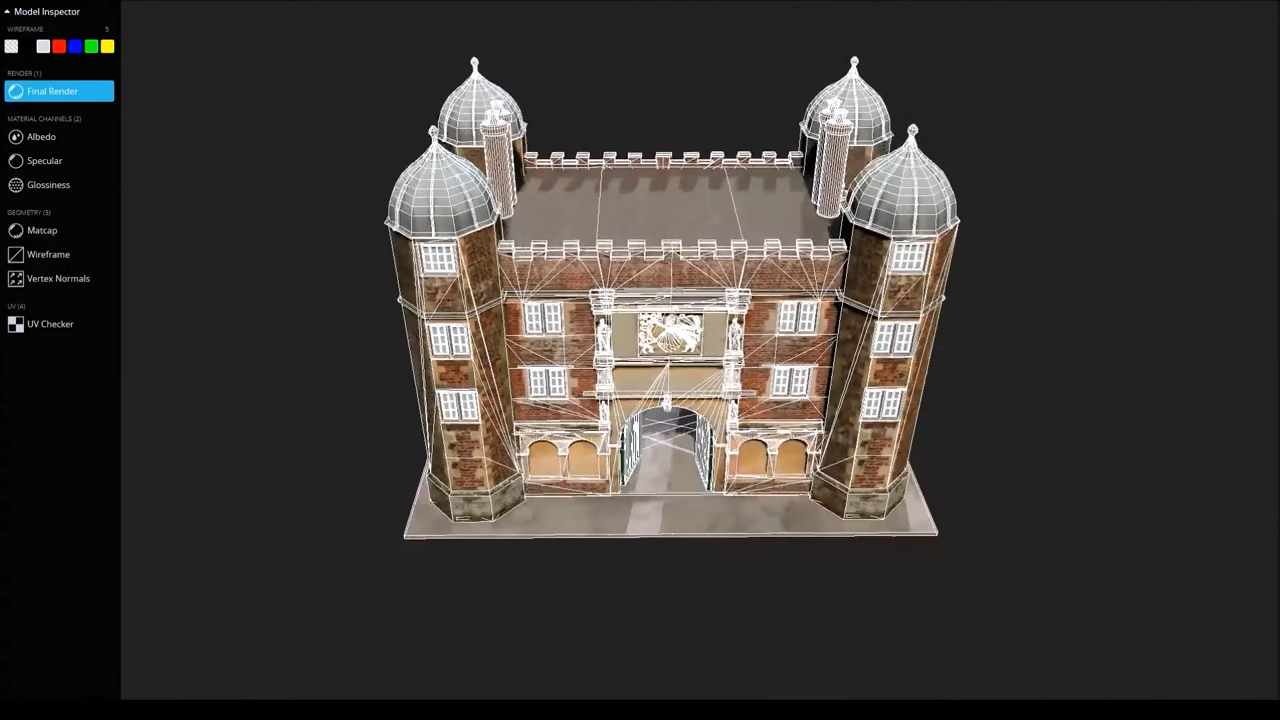 Model Inspector
WIREFRAME 5
RENDER (1)
Final Render
MATERIAL CHANNELS (2)
Albedo
Specular
Glossiness
GEOMETRY (3)
Matcap
Wireframe
Vertex Normals
UV (4)
UV Checker